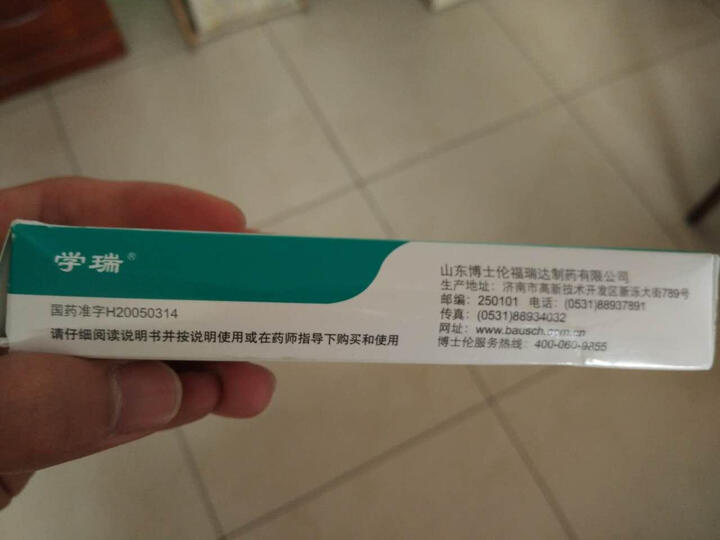 学瑞®
国药准字H20050314
请仔细阅读说明书并按说明使用或在药师指导下购买和使用
山东博士伦福瑞达制药有限公司
生产地址：济南市高新技术开发区新泺大街789号
邮编：250101 电话：(0531)88937891
传真：(0531)88934032
网址：www.bausch.com.cn
博士伦服务热线：400-060-9855